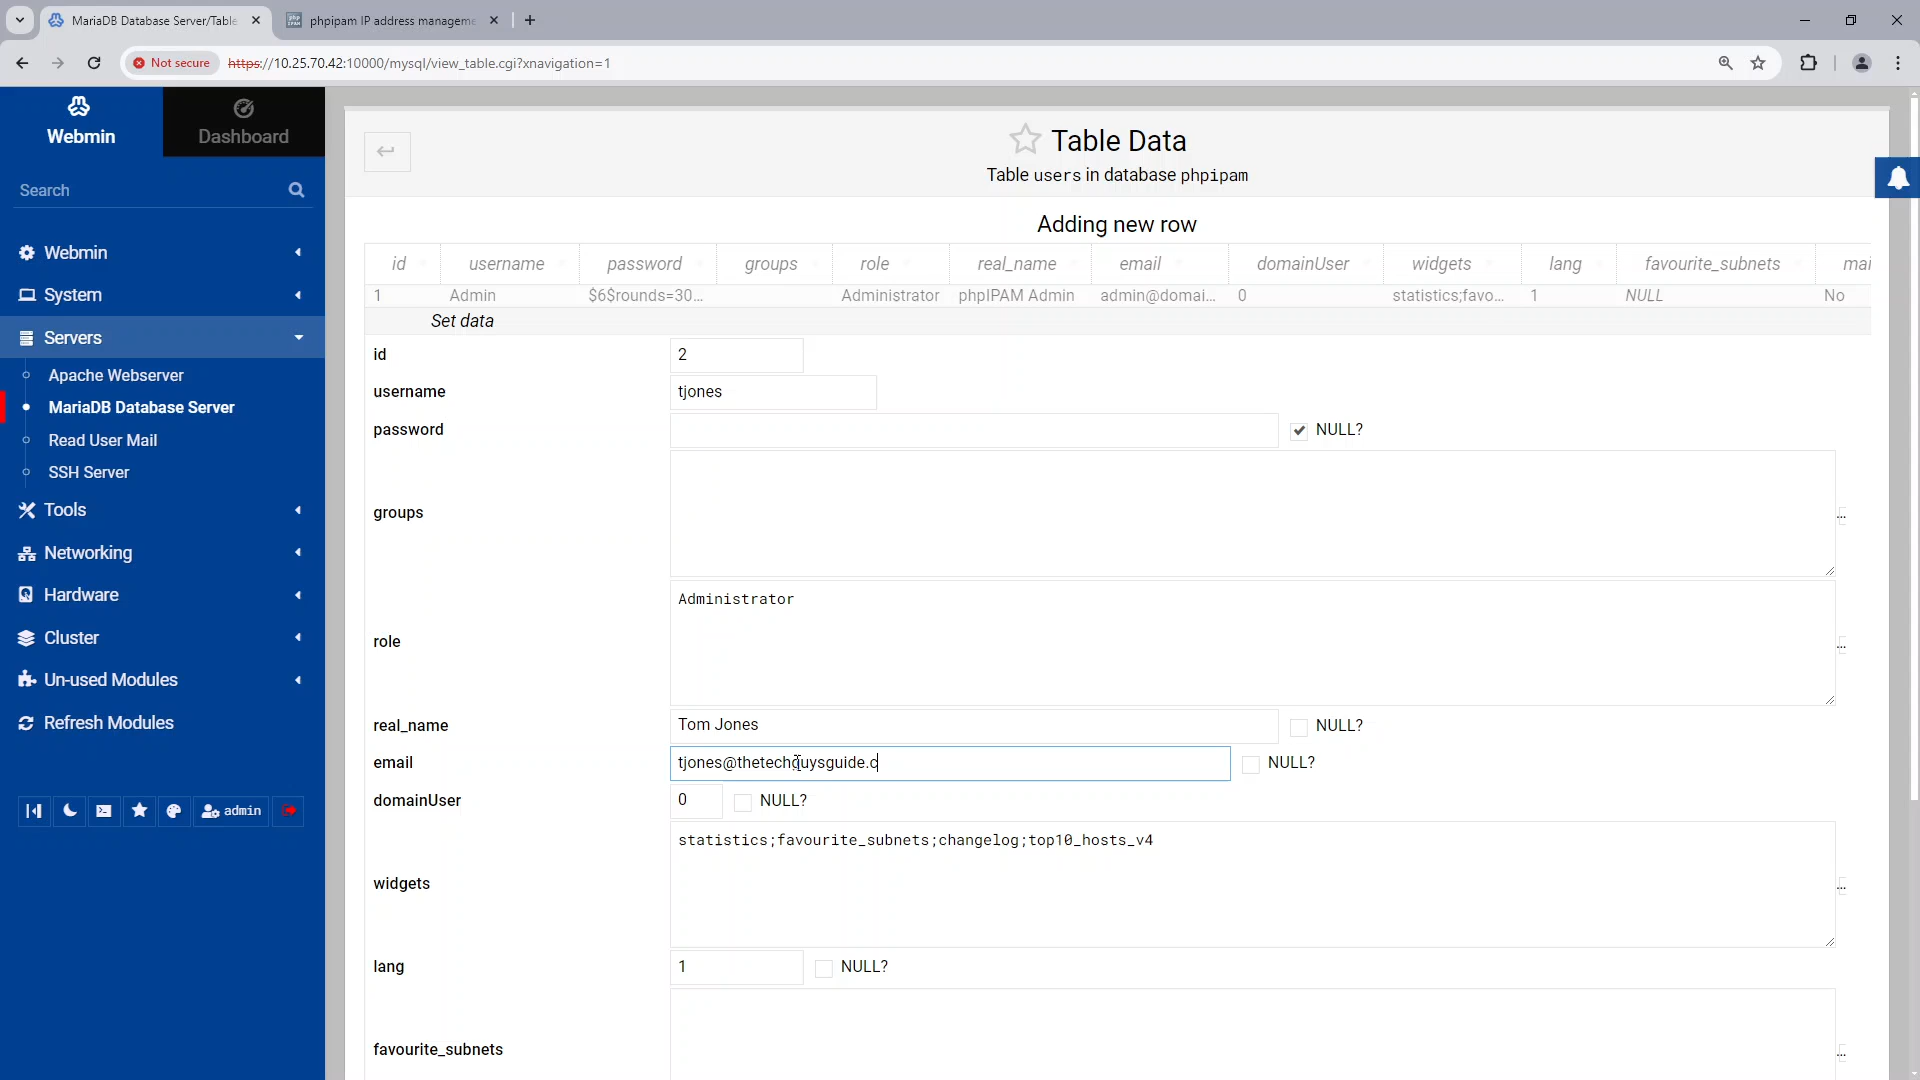 MariaDB Database Server/Table
phpipam IP address manageme
Not secure
https://10.25.70.42:10000/mysql/view_table.cgi?xnavigation=1
Webmin
Dashboard
Search
Webmin
System
Servers
Apache Webserver
MariaDB Database Server
Read User Mail
SSH Server
Tools
Networking
Hardware
Cluster
Un-used Modules
Refresh Modules
admin
Table Data
Table users in database phpipam
Adding new row
id username password groups role real_name email domainUser widgets lang favourite_subnets mai
1 Admin $6$rounds=30... Administrator phpIPAM Admin admin@domai... 0 statistics;favo... 1 NULL No
Set data
id 2
username tjones
password NULL?
groups ...
role Administrator ...
real_name Tom Jones NULL?
email tjones@thetechguysguide.c NULL?
domainUser 0 NULL?
widgets statistics;favourite_subnets;changelog;top10_hosts_v4 ...
lang 1 NULL?
favourite_subnets ...